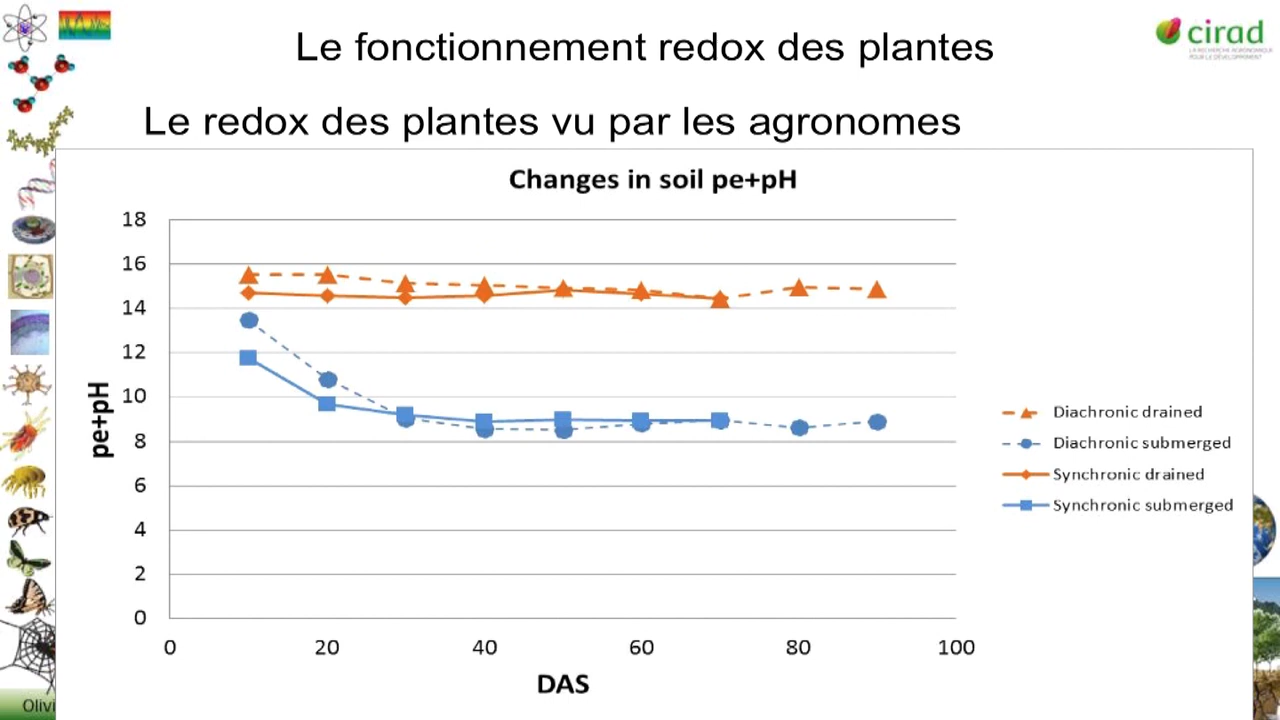 Le fonctionnement redox des plantes
cirad
LA RECHERCHE AGRONOMIQUE
POUR LE DÉVELOPPEMENT
Le redox des plantes vu par les agronomes
Changes in soil pe+pH
18
16
14
12
10
8
6
4
2
0
pe+pH
0 20 40 60 80 100
DAS
Diachronic drained
Diachronic submerged
Synchronic drained
Synchronic submerged
Olivi